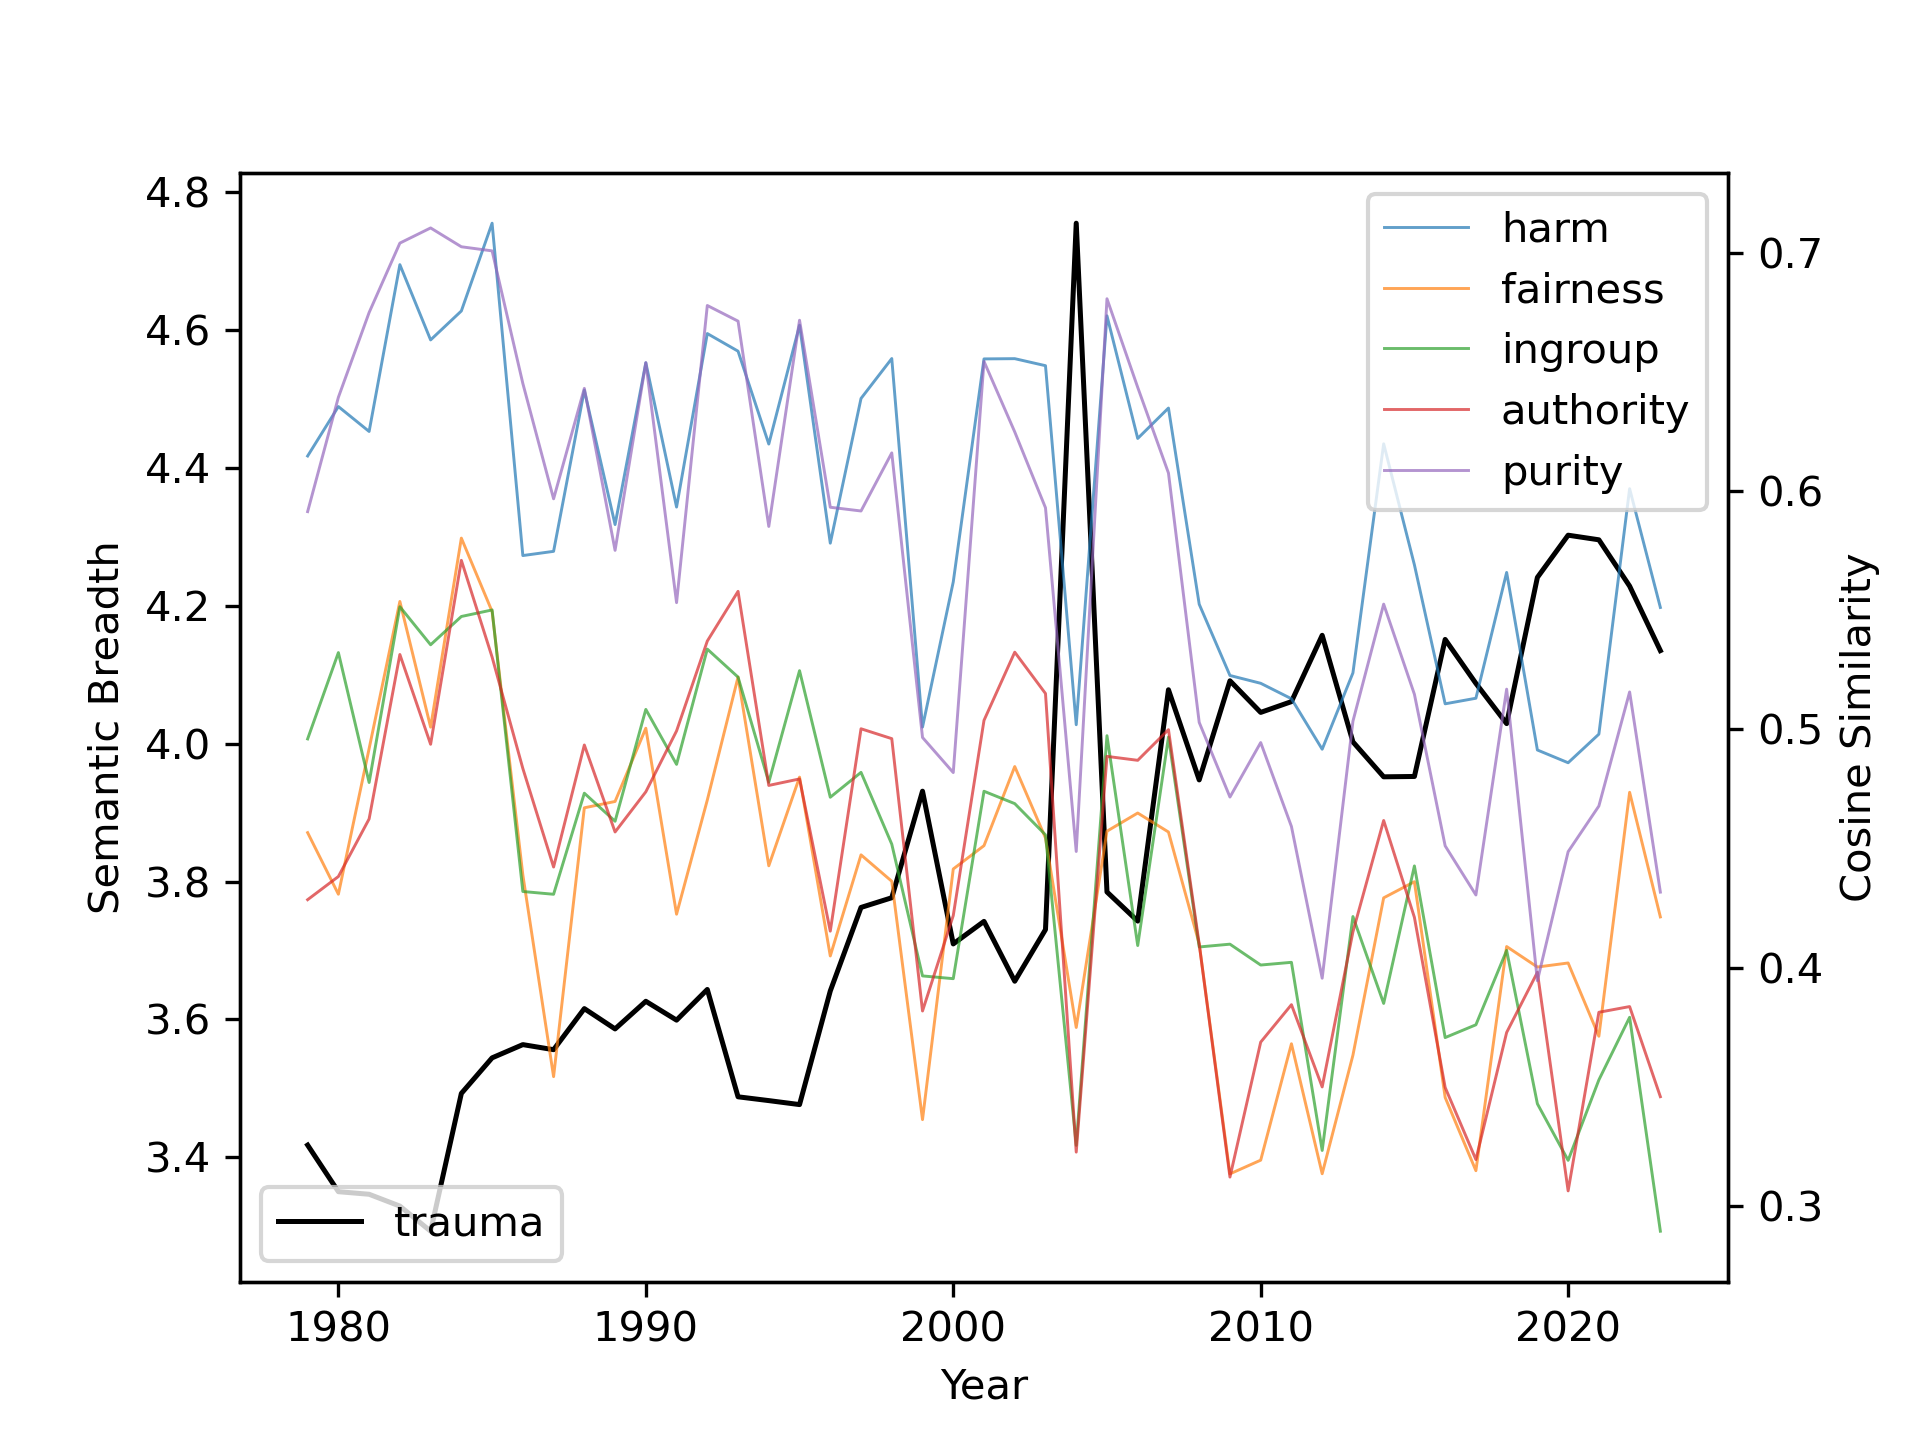 4.8
4.6
4.4
4.2
4.0
3.8
3.6
3.4
Semantic Breadth
harm
fairness
ingroup
authority
purity
trauma
0.7
0.6
0.5
0.4
0.3
Cosine Similarity
1980
1990
2000
2010
2020
Year